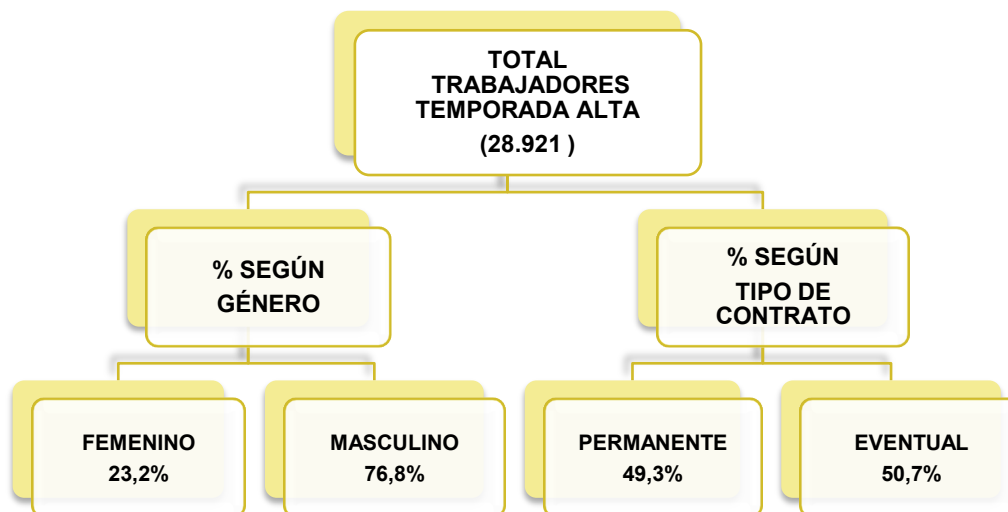 TOTAL
TRABAJADORES
TEMPORADA ALTA
(28.921 )
% SEGÚN
GÉNERO
% SEGÚN
TIPO DE
CONTRATO
FEMENINO
23,2%
MASCULINO
76,8%
PERMANENTE
49,3%
EVENTUAL
50,7%